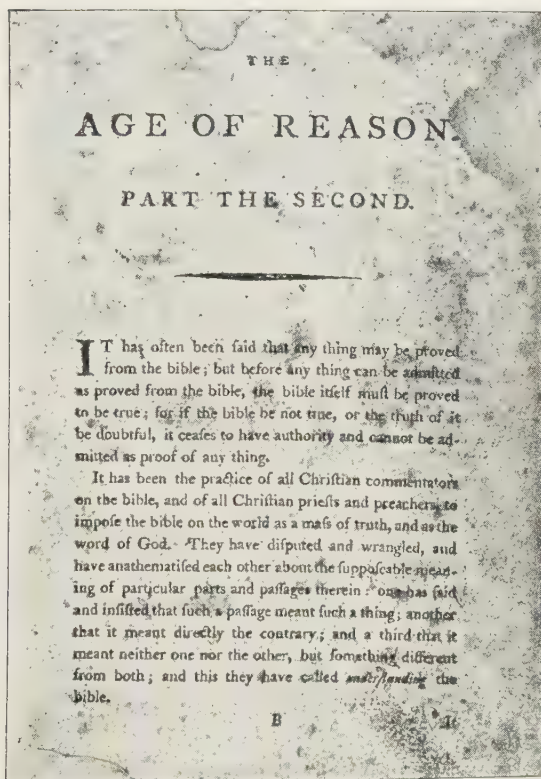 THE
AGE OF REASON.
PART THE SECOND.
IT has often been ſaid that any thing may be proved
from the bible; but before any thing can be admitted
as proved from the bible, the bible itſelf muſt be proved
to be true; for if the bible be not true, or the truth of it
be doubtful, it ceaſes to have authority and cannot be ad-
mitted as proof of any thing.
It has been the practice of all Chriſtian commentators
on the bible, and of all Chriſtian prieſts and preachers, to
impoſe the bible on the world as a maſs of truth, and as the
word of God. They have diſputed and wrangled, and
have anathematiſed each other about the ſuppoſeable mean-
ing of particular parts and paſſages therein: one has ſaid
and inſiſted that ſuch a paſſage meant ſuch a thing; another
that it meant directly the contrary; and a third that it
meant neither one nor the other, but ſomething different
from both; and this they have called underſtanding the
bible.
B It